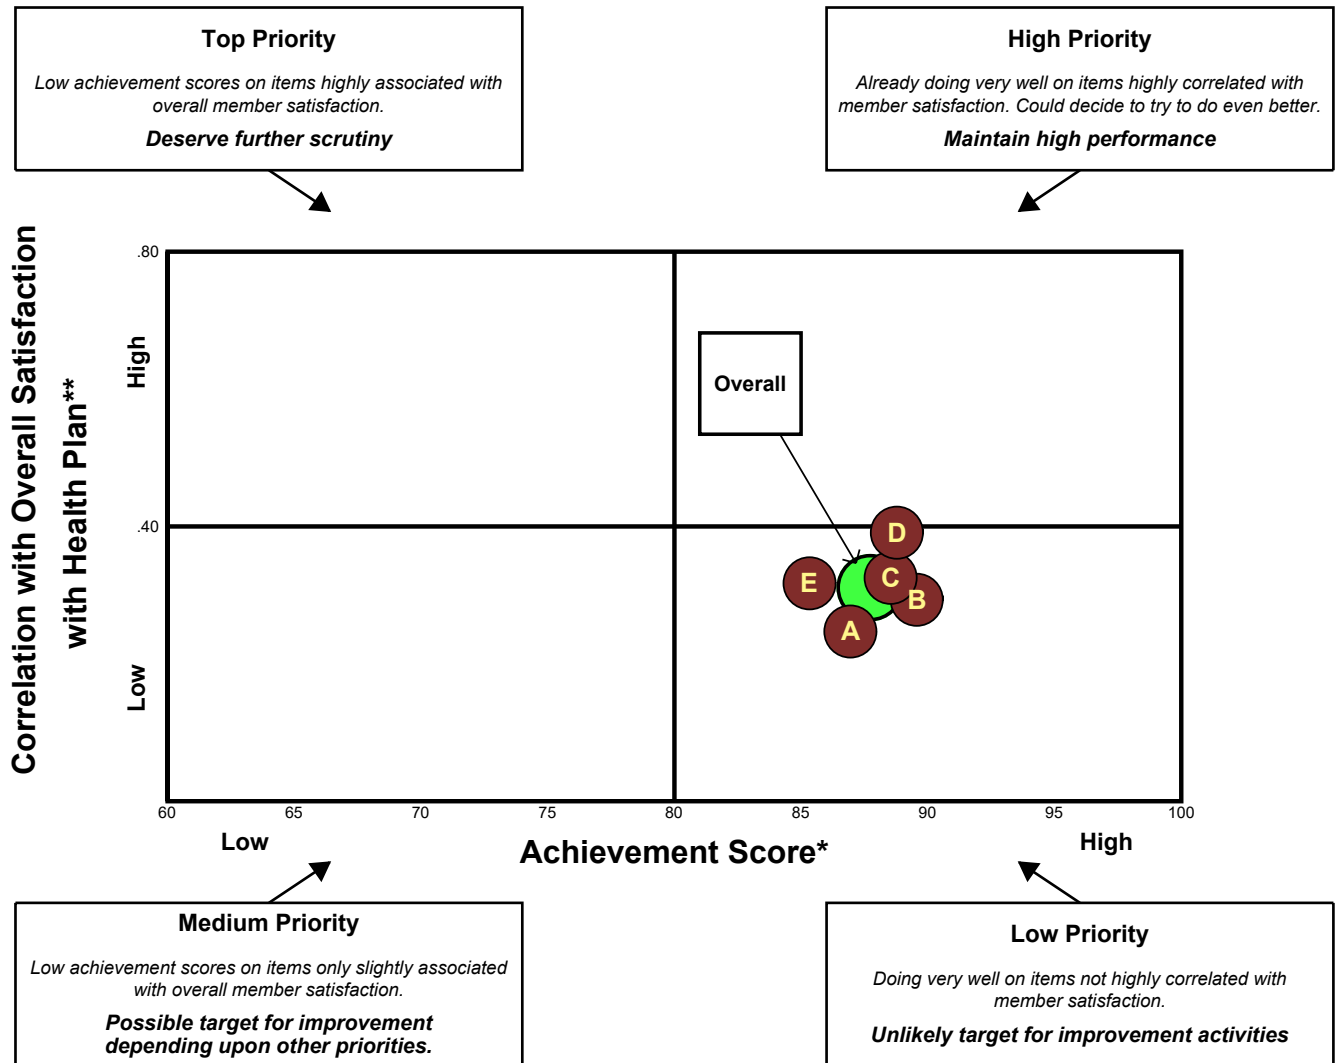 Top Priority
Low achievement scores on items highly associated with
overall member satisfaction.
Deserve further scrutiny
High Priority
Already doing very well on items highly correlated with
member satisfaction. Could decide to try to do even better.
Maintain high performance
Correlation with Overall Satisfaction
with Health Plan**
High
Low
.80
.40
Overall
D
C
E
B
A
60
65
70
75
80
85
90
95
100
Low
Achievement Score*
High
Medium Priority
Low achievement scores on items only slightly associated
with overall member satisfaction.
Possible target for improvement
depending upon other priorities.
Low Priority
Doing very well on items not highly correlated with
member satisfaction.
Unlikely target for improvement activities